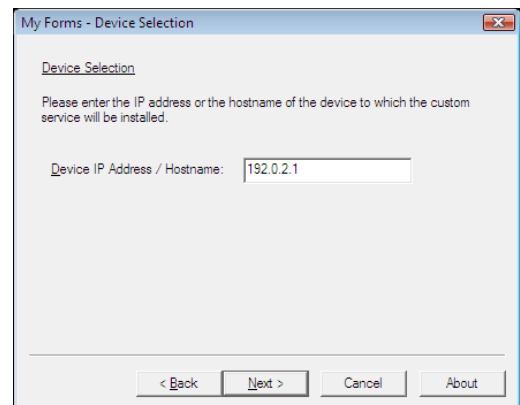 My Forms - Device Selection
Device Selection
Please enter the IP address or the hostname of the device to which the custom
service will be installed.
Device IP Address / Hostname: 192.0.2.1
< Back Next > Cancel About